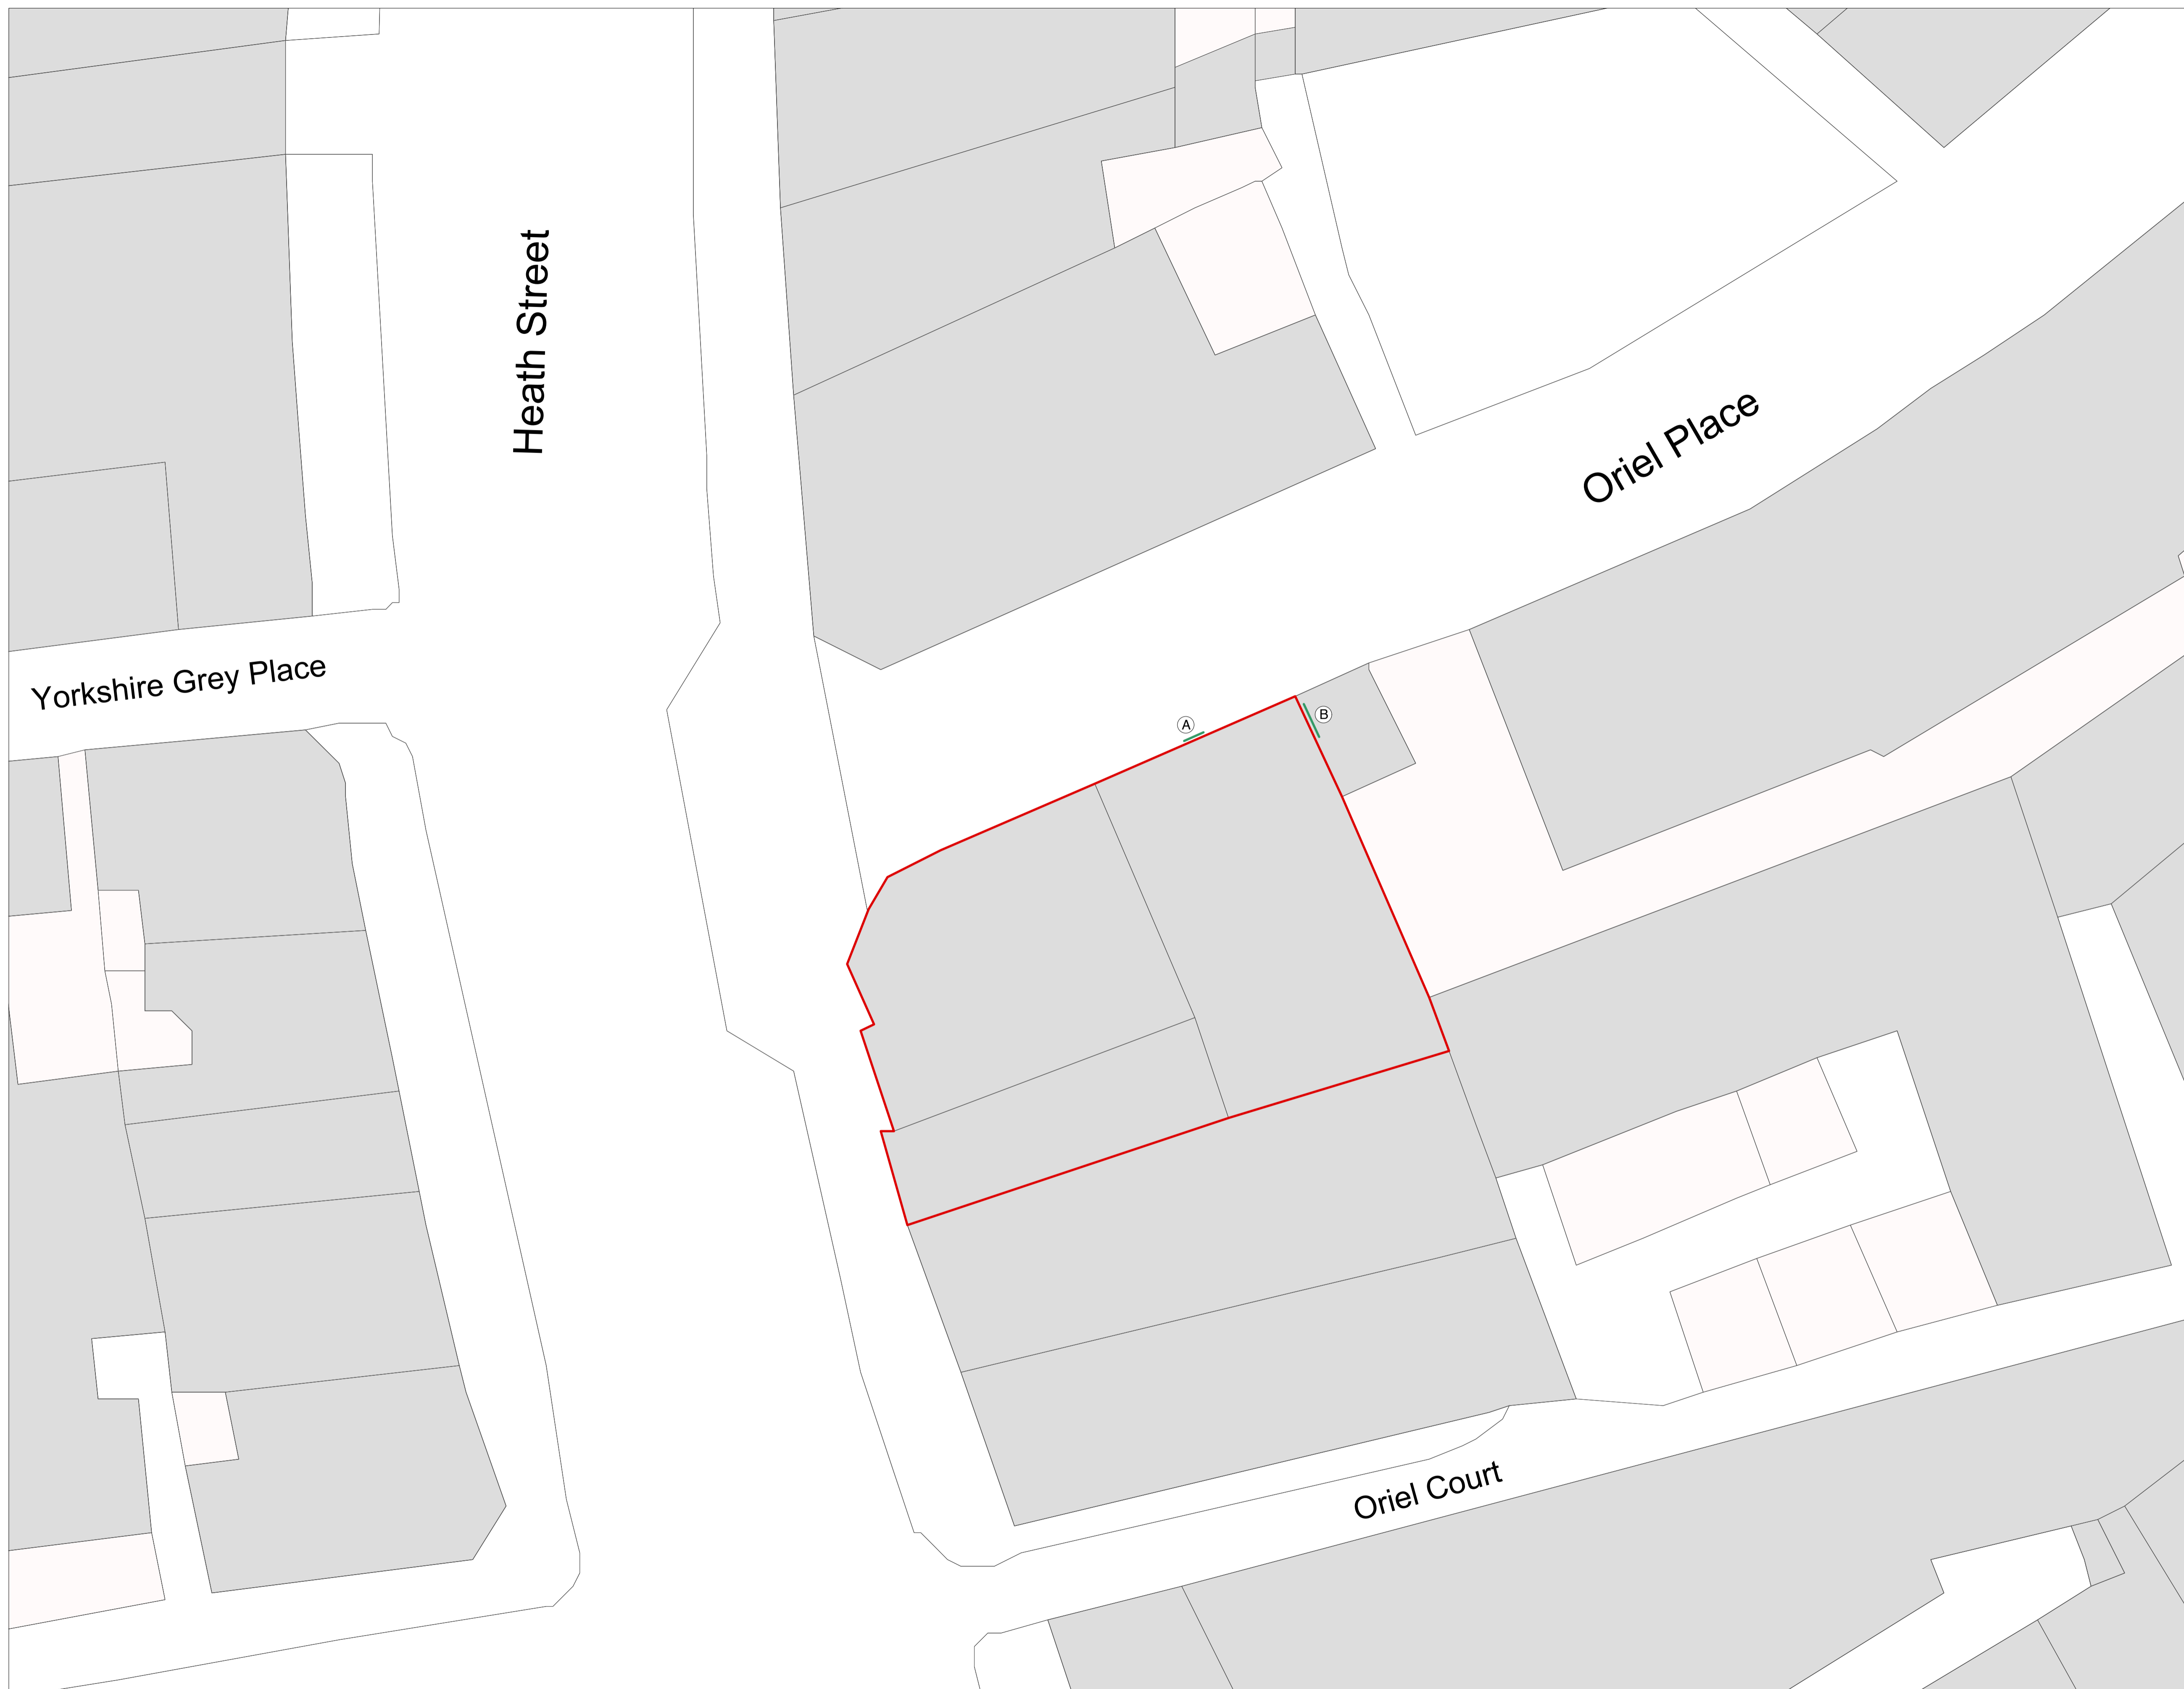 Heath Street
Oriel Place
Yorkshire Grey Place
A
B
Oriel Court